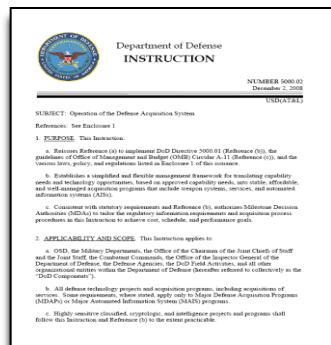 Department of Defense
INSTRUCTION
NUMBER 5000.02
December 2, 2008
USD(AT&L)
SUBJECT: Operation of the Defense Acquisition System
References: See Enclosure 1
1. PURPOSE. This Instruction:
a. Reissues Reference (a) to implement DoD Directive 5000.01 (Reference (b)), the
guidelines of Office of Management and Budget (OMB) Circular A-11 (Reference (c)), and the
various laws, policy, and regulations listed in Enclosure 1 of this issuance.
b. Establishes a simplified and flexible management framework for translating capability
needs and technology opportunities, based on approved capability needs, into stable, affordable,
and well-managed acquisition programs that include weapon systems, services, and automated
information systems (AISs).
c. Consistent with statutory requirements and Reference (b), authorizes Milestone Decision
Authorities (MDAs) to tailor the regulatory information requirements and acquisition process
procedures in this Instruction to achieve cost, schedule, and performance goals.
2. APPLICABILITY AND SCOPE. This Instruction applies to:
a. OSD, the Military Departments, the Office of the Chairman of the Joint Chiefs of Staff
and the Joint Staff, the Combatant Commands, the Office of the Inspector General of the
Department of Defense, the Defense Agencies, the DoD Field Activities, and all other
organizational entities within the Department of Defense (hereafter referred to collectively as the
"DoD Components").
b. All defense technology projects and acquisition programs, including acquisitions of
services. Some requirements, where stated, apply only to Major Defense Acquisition Programs
(MDAPs) or Major Automated Information System (MAIS) programs.
c. Highly sensitive classified, cryptologic, and intelligence projects and programs shall
follow this Instruction and Reference (b) to the extent practicable.